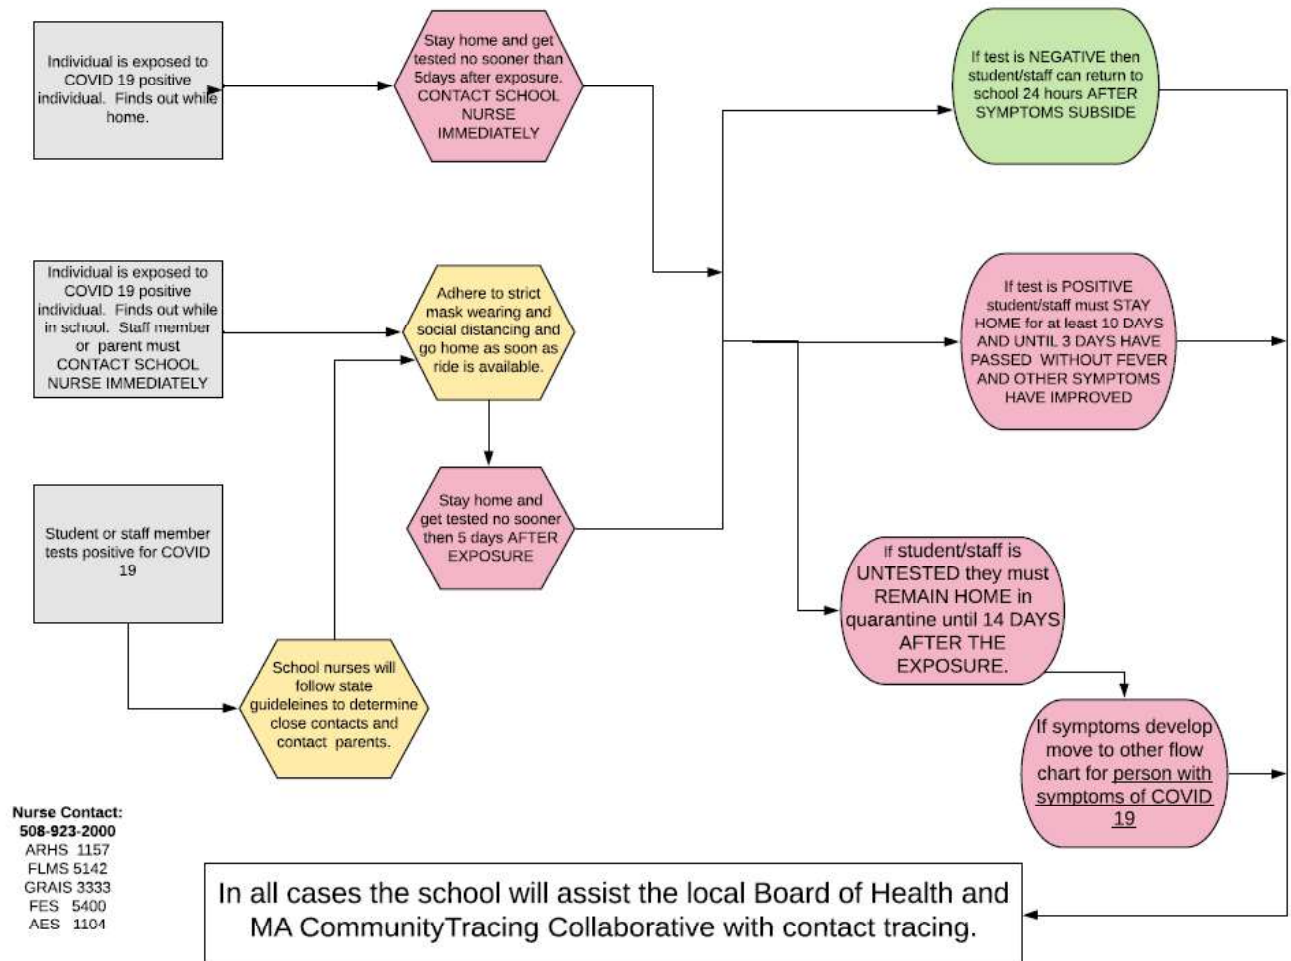 Individual is exposed to
COVID 19 positive
individual. Finds out while
home.
Stay home and get
tested no sooner than
5days after exposure.
CONTACT SCHOOL
NURSE
IMMEDIATELY
If test is NEGATIVE then
student/staff can return to
school 24 hours AFTER
SYMPTOMS SUBSIDE
Individual is exposed to
COVID 19 positive
individual. Finds out while
in school. Staff member
or parent must
CONTACT SCHOOL
NURSE IMMEDIATELY
Adhere to strict
mask wearing and
social distancing and
go home as soon as
ride is available.
If test is POSITIVE
student/staff must STAY
HOME for at least 10 DAYS
AND UNTIL 3 DAYS HAVE
PASSED WITHOUT FEVER
AND OTHER SYMPTOMS
HAVE IMPROVED
Student or staff member
tests positive for COVID
19
Stay home and
get tested no sooner
then 5 days AFTER
EXPOSURE
If student/staff is
UNTESTED they must
REMAIN HOME in
quarantine until 14 DAYS
AFTER THE
EXPOSURE.
School nurses will
follow state
guideleines to determine
close contacts and
contact parents.
If symptoms develop
move to other flow
chart for person with
symptoms of COVID
19
Nurse Contact:
508-923-2000
ARHS 1157
FLMS 5142
GRAIS 3333
FES 5400
AES 1104
In all cases the school will assist the local Board of Health and
MA CommunityTracing Collaborative with contact tracing.